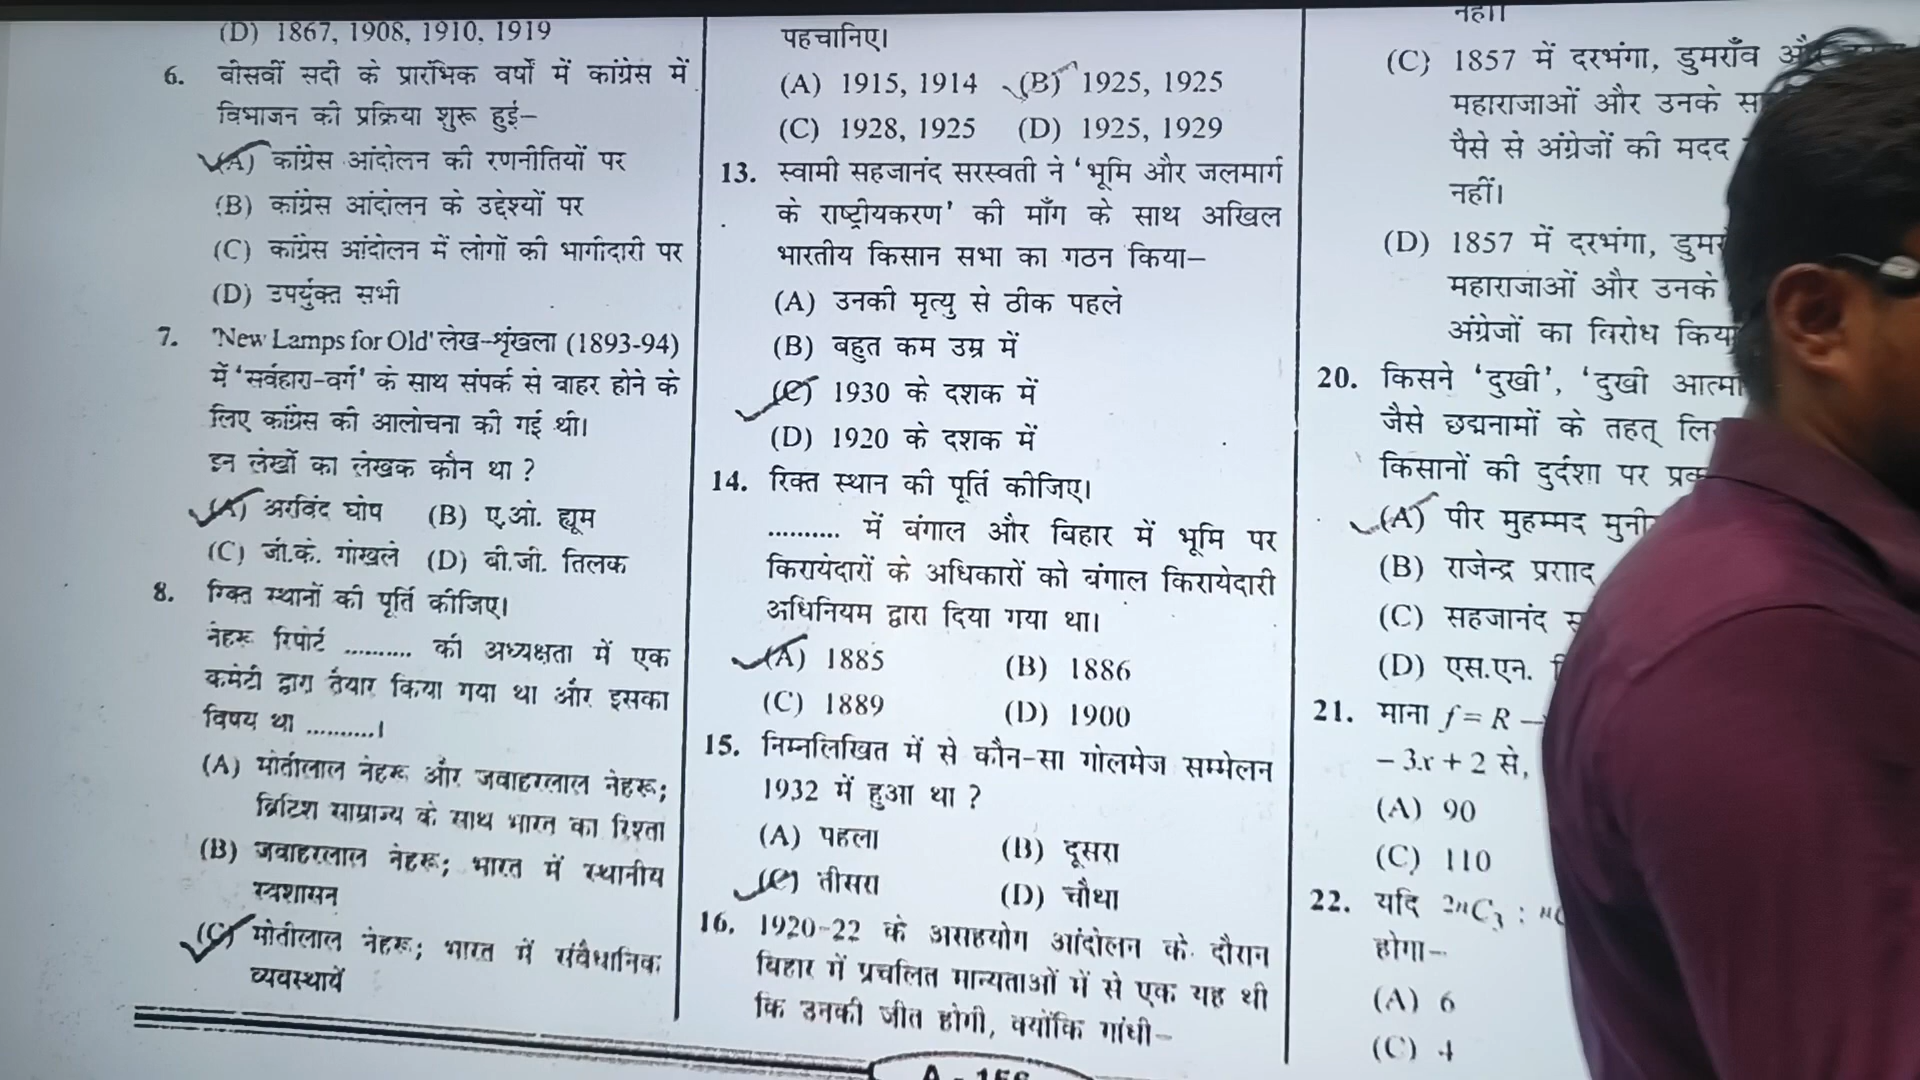 (D) 1867, 1908, 1910, 1919
6. बीसवीं सदी के प्रारंभिक वर्षों में कांग्रेस में
विभाजन की प्रक्रिया शुरू हुई–
(A) कांग्रेस आंदोलन की रणनीतियों पर
(B) कांग्रेस आंदोलन के उद्देश्यों पर
(C) कांग्रेस आंदोलन में लोगों की भागीदारी पर
(D) उपर्युक्त सभी
7. 'New Lamps for Old' लेख-शृंखला (1893-94)
में ‘सर्वहारा-वर्ग’ के साथ संपर्क से बाहर होने के
लिए कांग्रेस की आलोचना की गई थी।
इन लेखों का लेखक कौन था ?
(A) अरविंद घोष (B) ए.ओ. ह्यूम
(C) जी.के. गोखले (D) बी.जी. तिलक
8. रिक्त स्थानों की पूर्ति कीजिए।
नेहरू रिपोर्ट .......... की अध्यक्षता में एक
कमेटी द्वारा तैयार किया गया था और इसका
विषय था ..........।
(A) मोतीलाल नेहरू और जवाहरलाल नेहरू;
ब्रिटिश साम्राज्य के साथ भारत का रिश्ता
(B) जवाहरलाल नेहरू; भारत में स्थानीय
स्वशासन
(C) मोतीलाल नेहरू; भारत में संवैधानिक
व्यवस्थायें
पहचानिए।
(A) 1915, 1914 (B) 1925, 1925
(C) 1928, 1925 (D) 1925, 1929
13. स्वामी सहजानंद सरस्वती ने ‘भूमि और जलमार्ग
के राष्ट्रीयकरण’ की माँग के साथ अखिल
भारतीय किसान सभा का गठन किया–
(A) उनकी मृत्यु से ठीक पहले
(B) बहुत कम उम्र में
(C) 1930 के दशक में
(D) 1920 के दशक में
14. रिक्त स्थान की पूर्ति कीजिए।
.......... में बंगाल और बिहार में भूमि पर
किरायेदारों के अधिकारों को बंगाल किरायेदारी
अधिनियम द्वारा दिया गया था।
(A) 1885 (B) 1886
(C) 1889 (D) 1900
15. निम्नलिखित में से कौन-सा गोलमेज सम्मेलन
1932 में हुआ था ?
(A) पहला (B) दूसरा
(C) तीसरा (D) चौथा
16. 1920-22 के असहयोग आंदोलन के दौरान
बिहार में प्रचलित मान्यताओं में से एक यह थी
कि उनकी जीत होगी, क्योंकि गांधी–
नहीं।
(C) 1857 में दरभंगा, डुमराँव और
महाराजाओं और उनके
पैसे से अंग्रेजों की मदद
नहीं।
(D) 1857 में दरभंगा,
महाराजाओं और उनके
अंग्रेजों का विरोध
20. किसने ‘दुखी’, ‘दुखी आत्मा
जैसे छद्मनामों के तहत्
किसानों की दुर्दशा पर
(A) पीर मुहम्मद
(B) राजेन्द्र प्रसाद
(C) सहजानंद
(D) एस.एन.
21. माना f = R –
– 3x + 2 से,
(A) 90
(C) 110
22. यदि 2nC3 :
होगा–
(A) 6
(C) 4